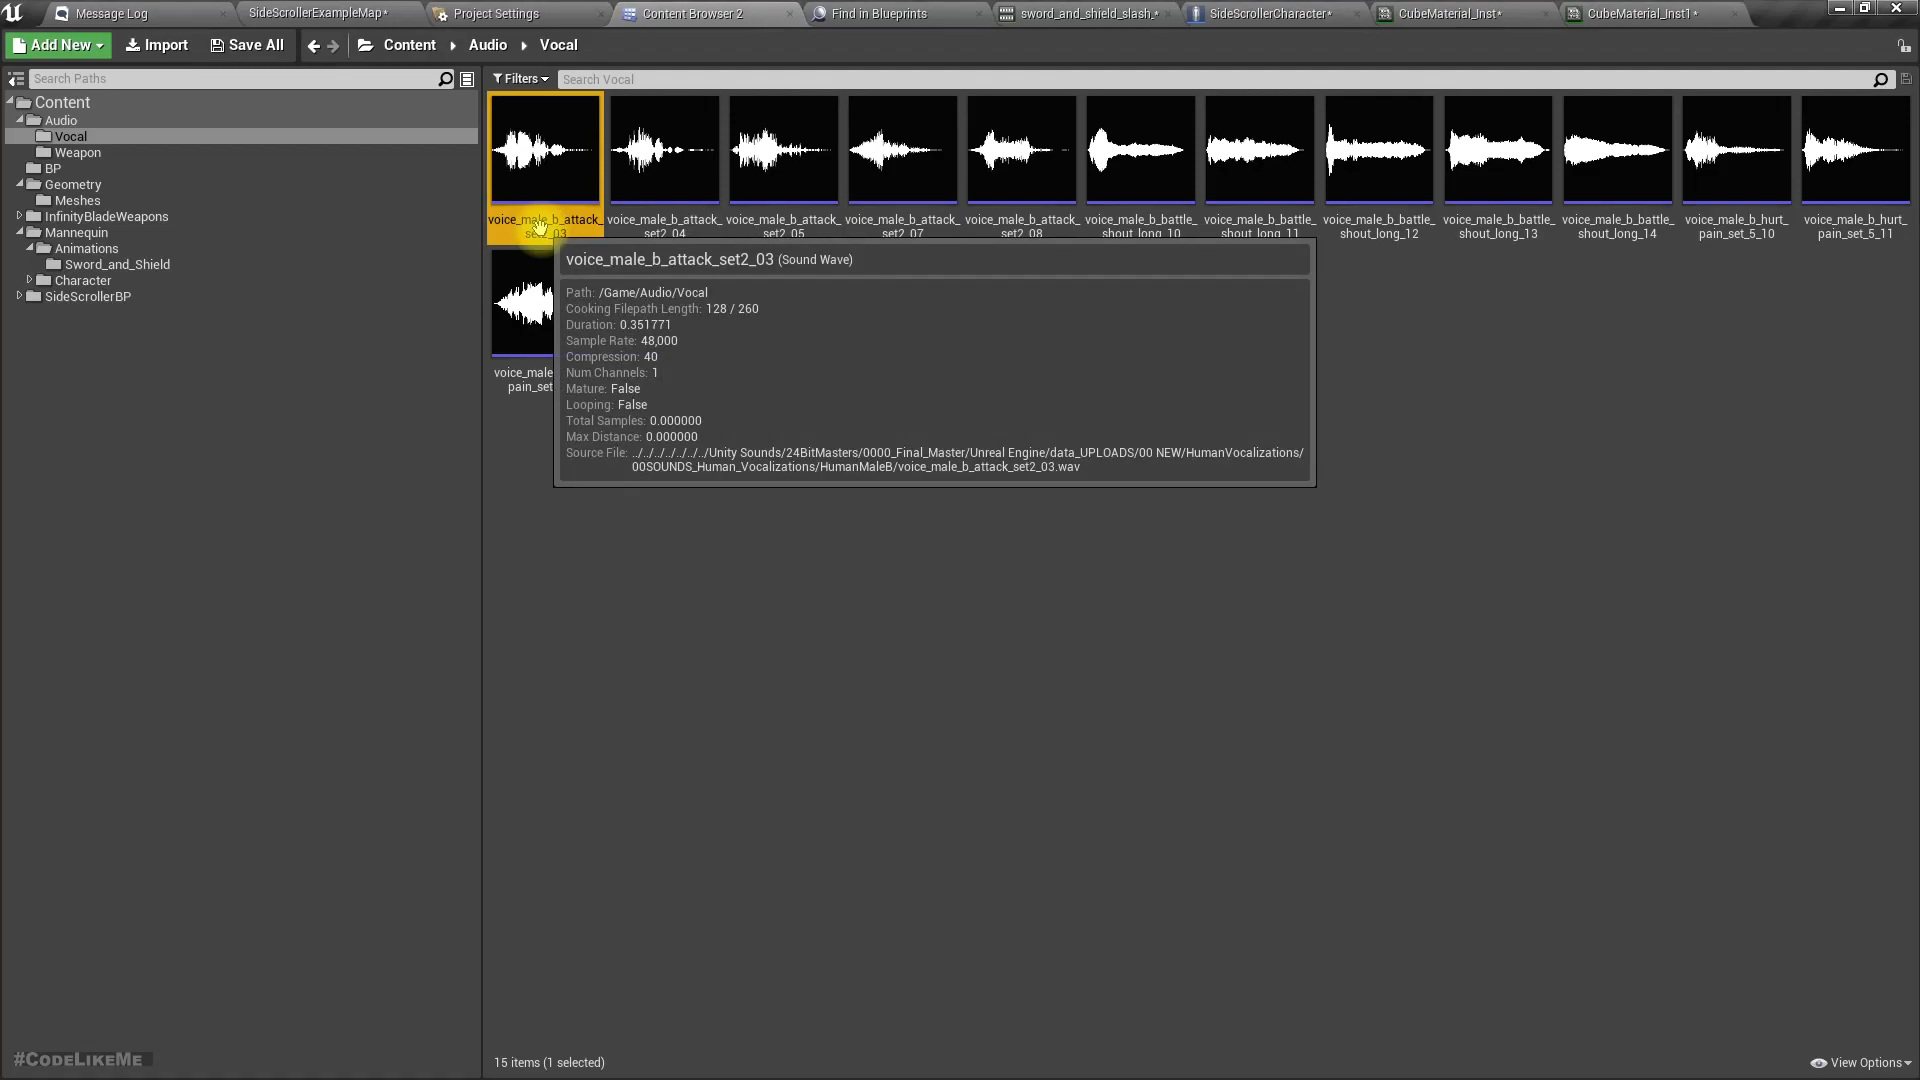 Message Log
SideScrollerExampleMap*
Project Settings
Content Browser 2
Find in Blueprints
sword_and_shield_slash_*
SideScrollerCharacter*
CubeMaterial_Inst*
CubeMaterial_Inst1*
Add New
Import
Save All
Content
Audio
Vocal
Search Paths
Filters
Search Vocal
Content
Audio
Vocal
Weapon
BP
Geometry
Meshes
InfinityBladeWeapons
Mannequin
Animations
Sword_and_Shield
Character
SideScrollerBP
voice_male_b_attack_
set2_03
voice_male_b_attack_
set2_04
voice_male_b_attack_
set2_05
voice_male_b_attack_
set2_07
voice_male_b_attack_
set2_08
voice_male_b_battle_
shout_long_10
voice_male_b_battle_
shout_long_11
voice_male_b_battle_
shout_long_12
voice_male_b_battle_
shout_long_13
voice_male_b_battle_
shout_long_14
voice_male_b_hurt_
pain_set_5_10
voice_male_b_hurt_
pain_set_5_11
voice_male
pain_set
voice_male_b_attack_set2_03 (Sound Wave)
Path: /Game/Audio/Vocal
Cooking Filepath Length: 128 / 260
Duration: 0.351771
Sample Rate: 48,000
Compression: 40
Num Channels: 1
Mature: False
Looping: False
Total Samples: 0.000000
Max Distance: 0.000000
Source File: ../../../../../../../Unity Sounds/24BitMasters/0000_Final_Master/Unreal Engine/data_UPLOADS/00 NEW/HumanVocalizations/
00SOUNDS_Human_Vocalizations/HumanMaleB/voice_male_b_attack_set2_03.wav
#CodeLikeMe
15 items (1 selected)
View Options